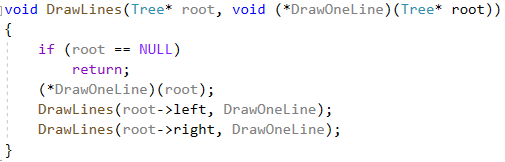 void DrawLines(Tree* root, void (*DrawOneLine)(Tree* root))
{
    if (root == NULL)
        return;
    (*DrawOneLine)(root);
    DrawLines(root->left, DrawOneLine);
    DrawLines(root->right, DrawOneLine);
}